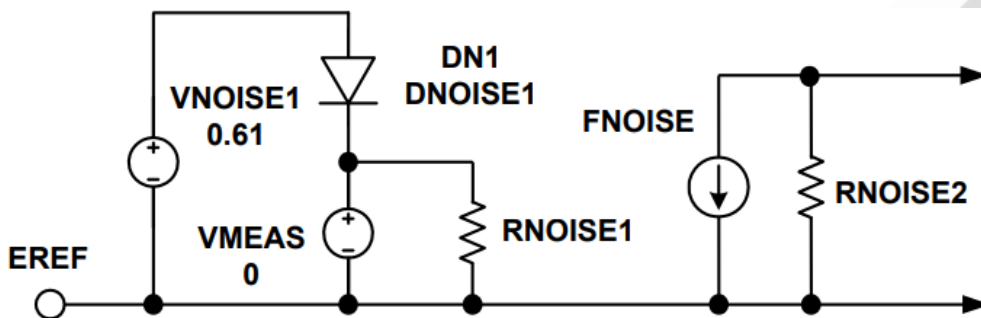 DN1
DNOISE1
VNOISE1
0.61
FNOISE
RNOISE2
VMEAS
0
RNOISE1
EREF